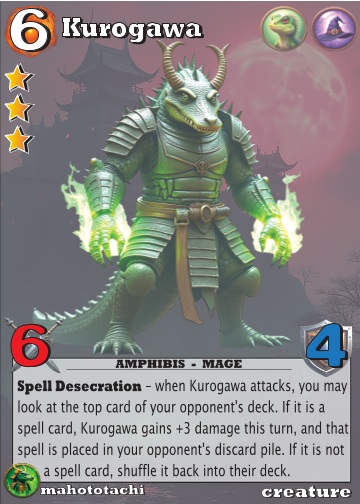 6 Kurogawa
6
4
AMPHIBIS - MAGE
Spell Desecration - when Kurogawa attacks, you may
look at the top card of your opponent's deck. If it is a
spell card, Kurogawa gains +3 damage this turn, and that
spell is placed in your opponent's discard pile. If it is not
a spell card, shuffle it back into their deck.
mahototachi
creature